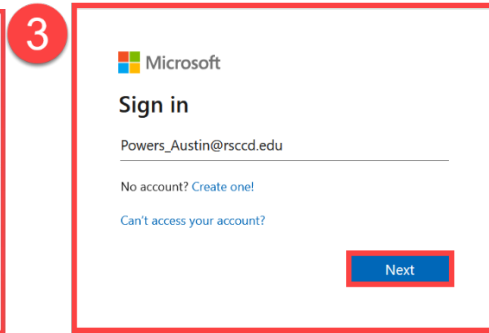 3
Microsoft
Sign in
Powers_Austin@rsccd.edu
No account? Create one!
Can't access your account?
Next